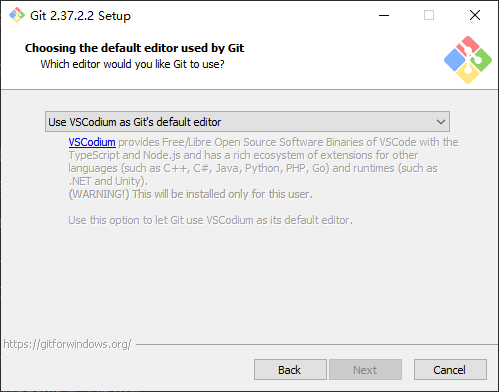 Git 2.37.2.2 Setup
Choosing the default editor used by Git
Which editor would you like Git to use?
Use VSCodium as Git's default editor
VSCodium provides Free/Libre Open Source Software Binaries of VSCode with the
TypeScript and Node.js and has a rich ecosystem of extensions for other
languages (such as C++, C#, Java, Python, PHP, Go) and runtimes (such as
.NET and Unity).
(WARNING!) This will be installed only for this user.
Use this option to let Git use VSCodium as its default editor.
https://gitforwindows.org/
Back
Next
Cancel